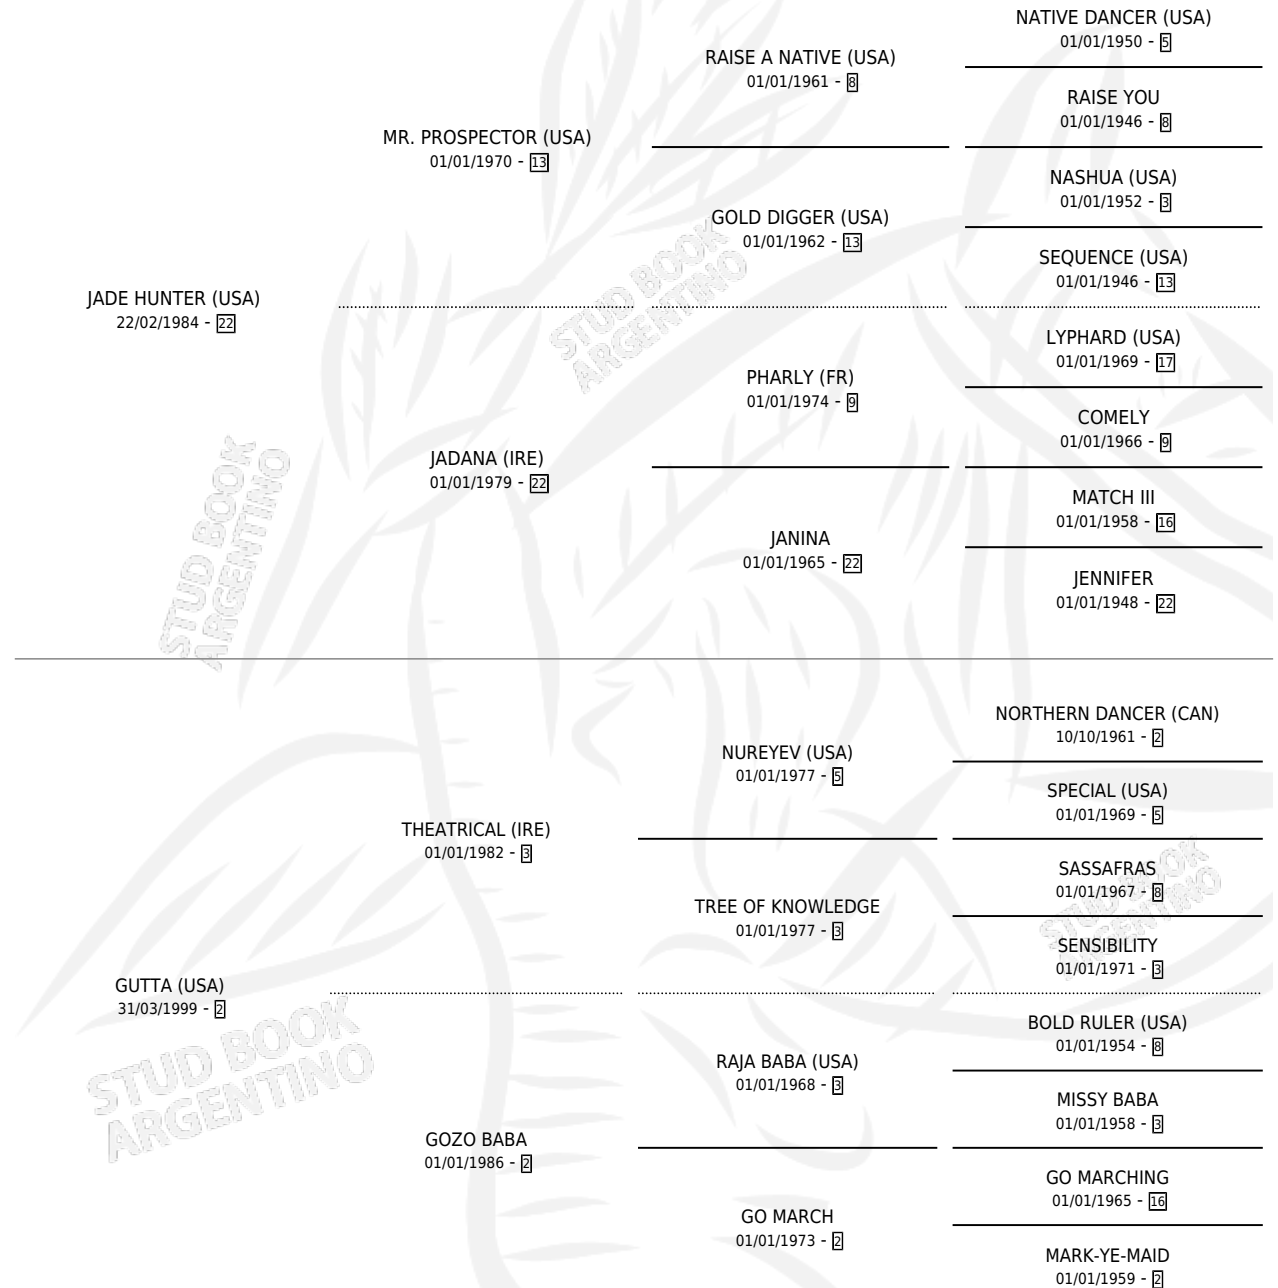 NATIVE DANCER (USA)
01/01/1950 - 5
RAISE A NATIVE (USA)
01/01/1961 - 8
RAISE YOU
01/01/1946 - 8
MR. PROSPECTOR (USA)
01/01/1970 - 13
NASHUA (USA)
01/01/1952 - 3
GOLD DIGGER (USA)
01/01/1962 - 13
SEQUENCE (USA)
01/01/1946 - 13
JADE HUNTER (USA)
22/02/1984 - 22
LYPHARD (USA)
01/01/1969 - 17
PHARLY (FR)
01/01/1974 - 9
COMELY
01/01/1966 - 9
JADANA (IRE)
01/01/1979 - 22
MATCH III
01/01/1958 - 16
JANINA
01/01/1965 - 22
JENNIFER
01/01/1948 - 22
STUD BOOK
ARGENTINO
STUD BOOK
ARGENTINO
NORTHERN DANCER (CAN)
10/10/1961 - 2
NUREYEV (USA)
01/01/1977 - 5
SPECIAL (USA)
01/01/1969 - 5
THEATRICAL (IRE)
01/01/1982 - 3
SASSAFRAS
01/01/1967 - 8
TREE OF KNOWLEDGE
01/01/1977 - 3
SENSIBILITY
01/01/1971 - 3
GUTTA (USA)
31/03/1999 - 2
BOLD RULER (USA)
01/01/1954 - 8
RAJA BABA (USA)
01/01/1968 - 3
MISSY BABA
01/01/1958 - 3
GOZO BABA
01/01/1986 - 2
GO MARCHING
01/01/1965 - 16
GO MARCH
01/01/1973 - 2
MARK-YE-MAID
01/01/1959 - 2
STUD BOOK
ARGENTINO
STUD BOOK
ARGENTINO